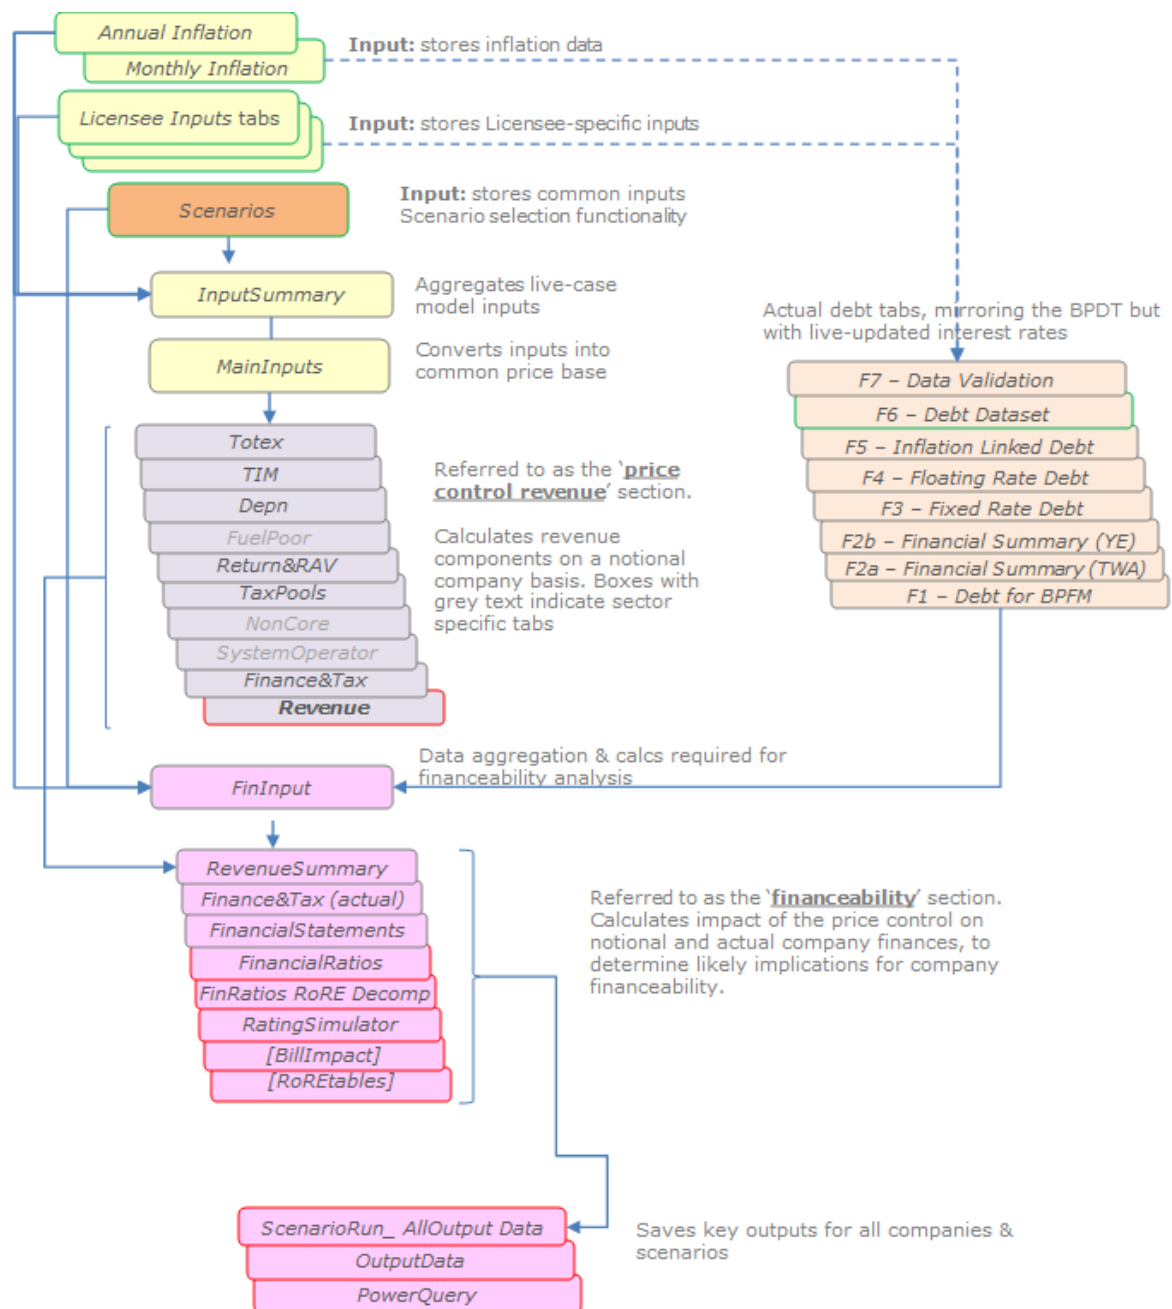 Annual Inflation
Monthly Inflation
Input: stores inflation data
Licensee Inputs tabs
Input: stores Licensee-specific inputs
Scenarios
Input: stores common inputs
Scenario selection functionality
InputSummary
Aggregates live-case
model inputs
MainInputs
Converts inputs into
common price base
Actual debt tabs, mirroring the BPDT but
with live-updated interest rates
F7 – Data Validation
F6 – Debt Dataset
F5 – Inflation Linked Debt
F4 – Floating Rate Debt
F3 – Fixed Rate Debt
F2b – Financial Summary (YE)
F2a – Financial Summary (TWA)
F1 – Debt for BPFM
Totex
TIM
Depn
FuelPoor
Return&RAV
TaxPools
NonCore
SystemOperator
Finance&Tax
Revenue
Referred to as the ‘price
control revenue’ section.
Calculates revenue
components on a notional
company basis. Boxes with
grey text indicate sector
specific tabs
Data aggregation & calcs required for
financeability analysis
FinInput
RevenueSummary
Finance&Tax (actual)
FinancialStatements
FinancialRatios
FinRatios RoRE Decomp
RatingSimulator
[BillImpact]
[RoREtables]
Referred to as the ‘financeability’ section.
Calculates impact of the price control on
notional and actual company finances, to
determine likely implications for company
financeability.
ScenarioRun_ AllOutput Data
OutputData
PowerQuery
Saves key outputs for all companies &
scenarios